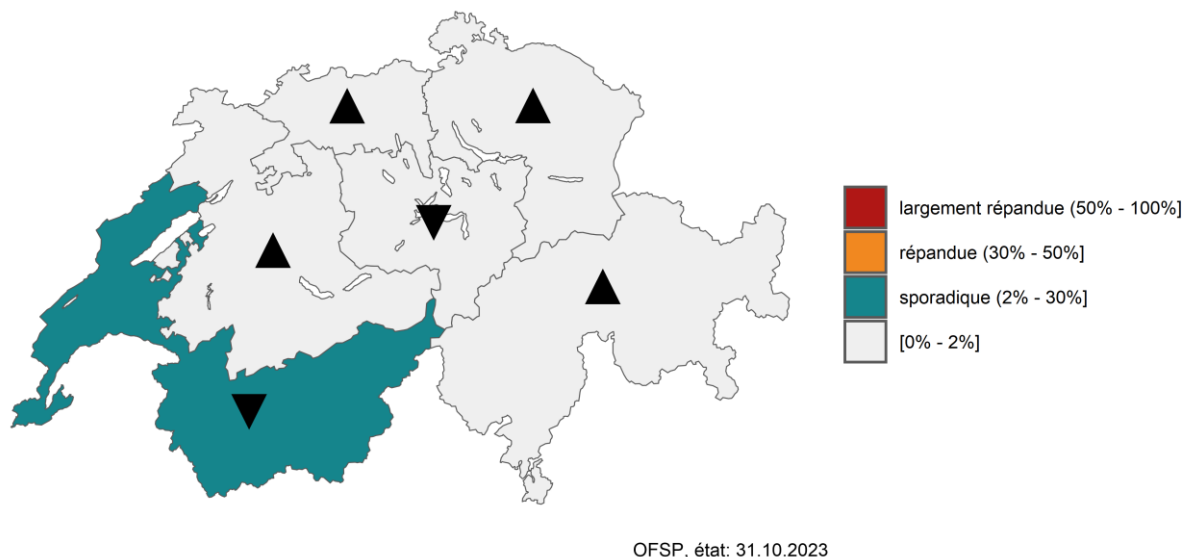 largement répandue (50% - 100%]
répandue (30% - 50%]
sporadique (2% - 30%]
[0% - 2%]
OFSP. état: 31.10.2023